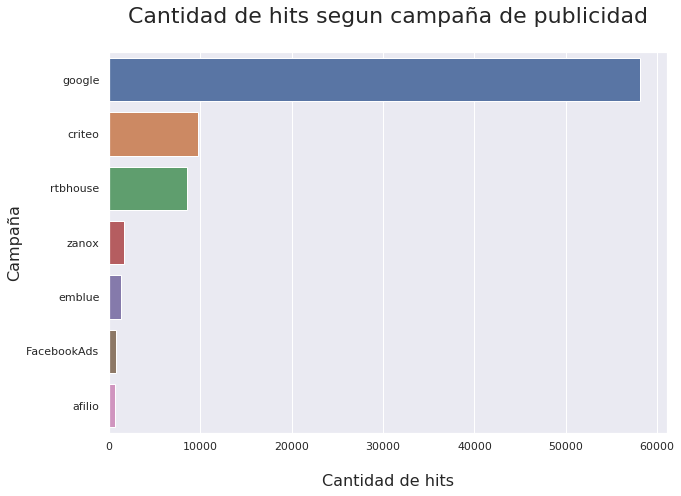 Cantidad de hits segun campaña de publicidad
google
criteo
rtbhouse
zanox
emblue
FacebookAds
afilio
Campaña
0 10000 20000 30000 40000 50000 60000
Cantidad de hits